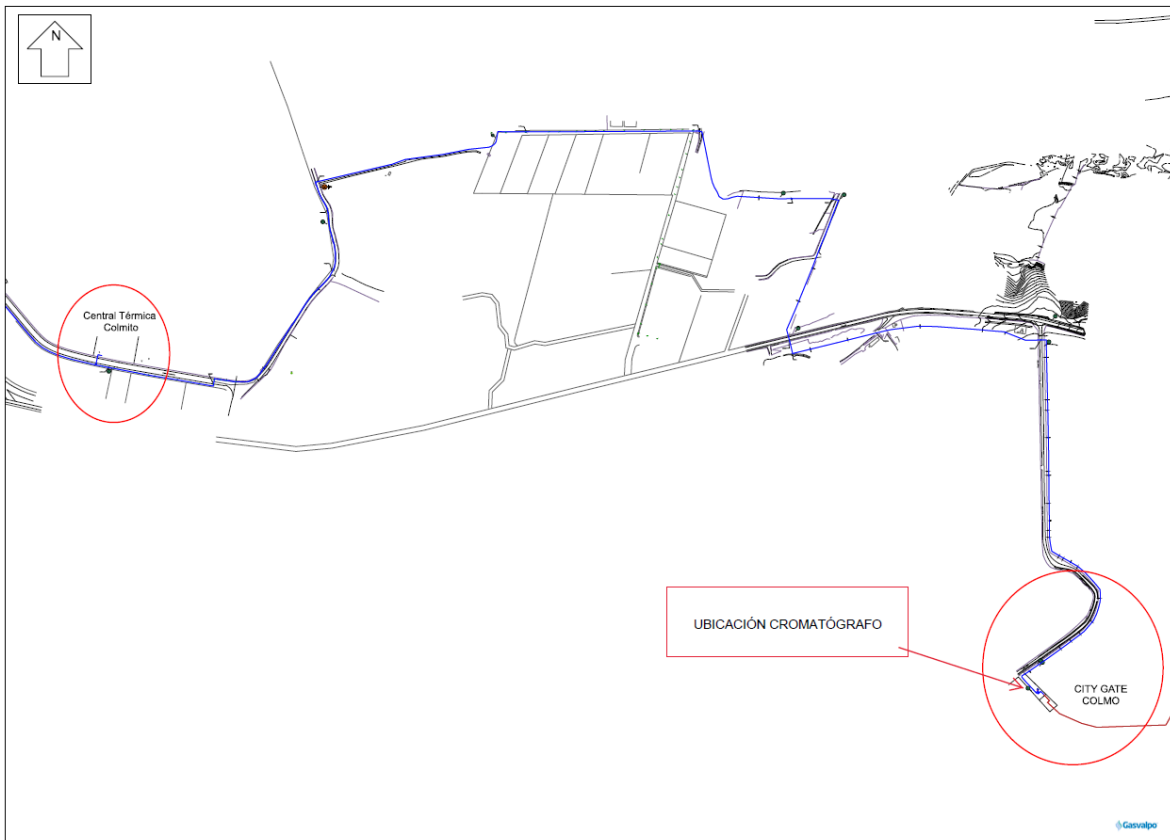 N
Central Térmica
Colmito
UBICACIÓN CROMATÓGRAFO
CITY GATE
COLMO
Gasvalpo